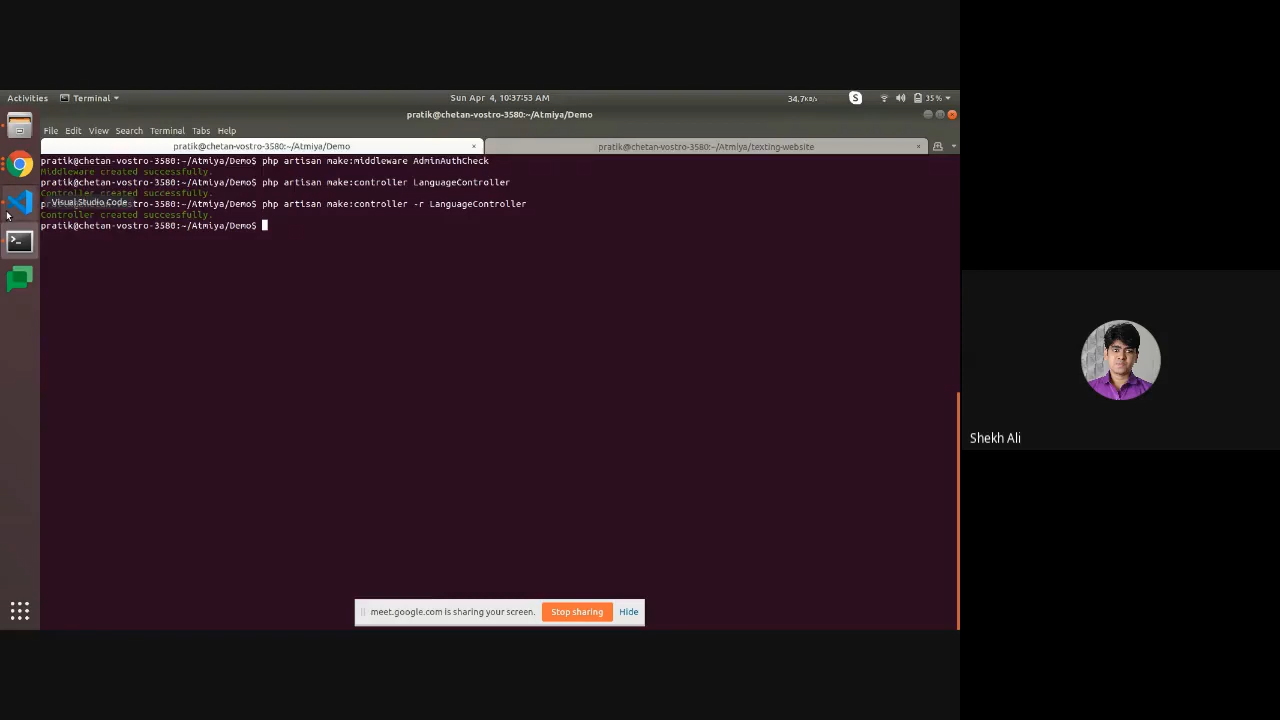 Activities Terminal Sun Apr 4, 10:37:53 AM 34.7KB/s S 35%
pratik@chetan-vostro-3580:~/Atmiya/Demo
File Edit View Search Terminal Tabs Help
pratik@chetan-vostro-3580:~/Atmiya/Demo × pratik@chetan-vostro-3580:~/Atmiya/texting-website ×
pratik@chetan-vostro-3580:~/Atmiya/Demo$ php artisan make:middleware AdminAuthCheck
Middleware created successfully.
pratik@chetan-vostro-3580:~/Atmiya/Demo$ php artisan make:controller LanguageController
Controller created successfully.
Visual Studio Code
pratik@chetan-vostro-3580:~/Atmiya/Demo$ php artisan make:controller -r LanguageController
Controller created successfully.
pratik@chetan-vostro-3580:~/Atmiya/Demo$
Shekh Ali
meet.google.com is sharing your screen. Stop sharing Hide